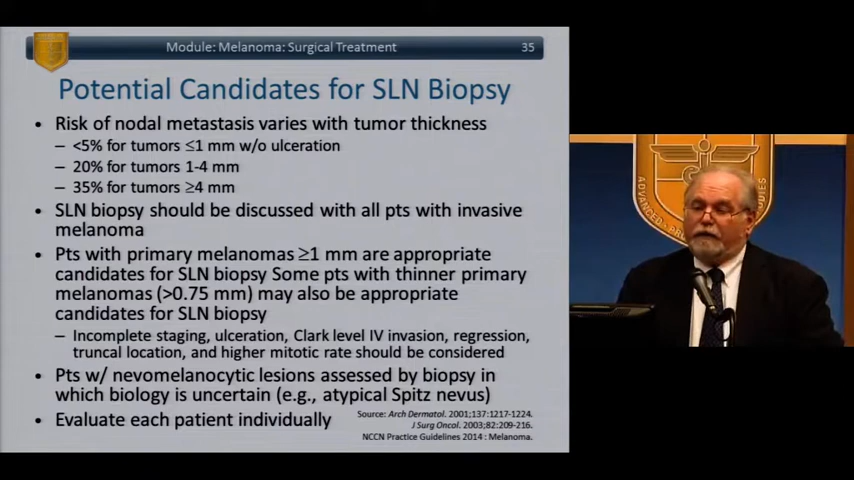 Module: Melanoma: Surgical Treatment 35
Potential Candidates for SLN Biopsy
• Risk of nodal metastasis varies with tumor thickness
– <5% for tumors ≤1 mm w/o ulceration
– 20% for tumors 1-4 mm
– 35% for tumors ≥4 mm
• SLN biopsy should be discussed with all pts with invasive
melanoma
• Pts with primary melanomas ≥1 mm are appropriate
candidates for SLN biopsy Some pts with thinner primary
melanomas (>0.75 mm) may also be appropriate
candidates for SLN biopsy
– Incomplete staging, ulceration, Clark level IV invasion, regression,
truncal location, and higher mitotic rate should be considered
• Pts w/ nevomelanocytic lesions assessed by biopsy in
which biology is uncertain (e.g., atypical Spitz nevus)
• Evaluate each patient individually
Source: Arch Dermatol. 2001;137:1217-1224.
J Surg Oncol. 2003;82:209-216.
NCCN Practice Guidelines 2014 : Melanoma.
ADVANCED